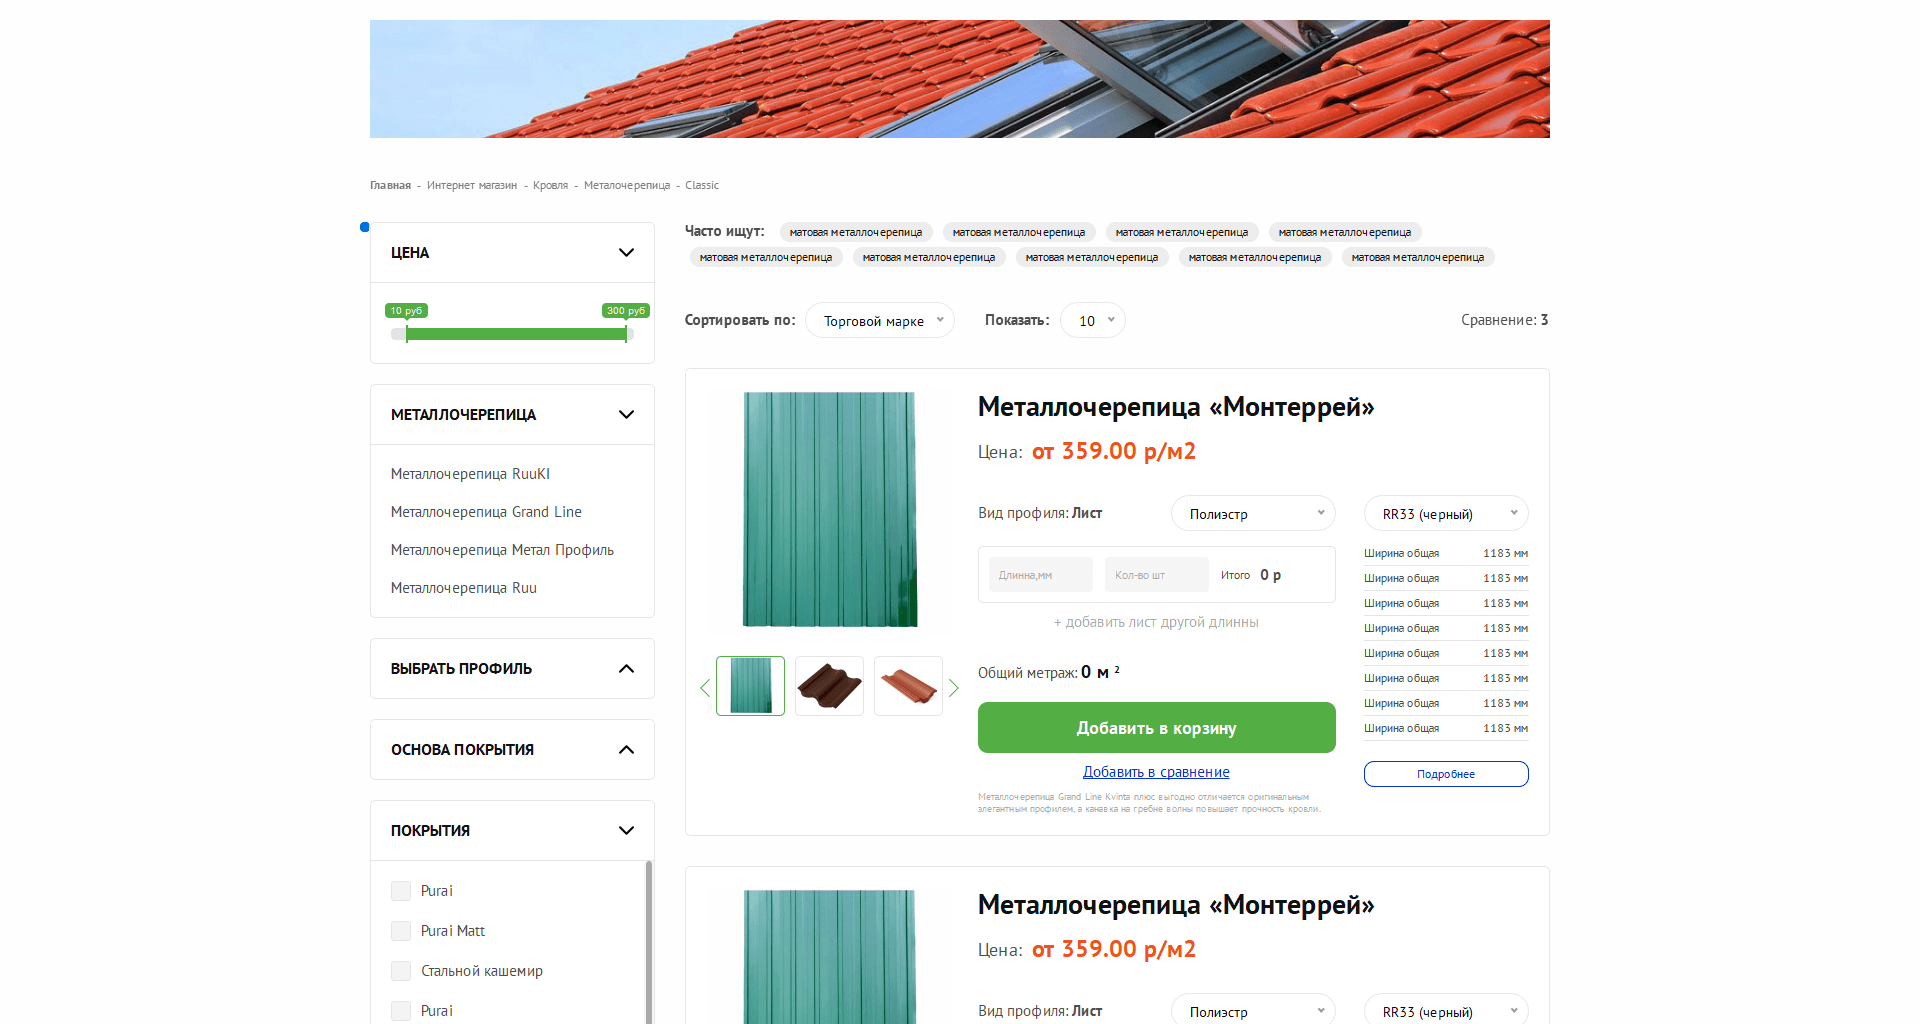 Главная - Интернет магазин - Кровля - Металочерепица - Classic
ЦЕНА
10 руб 300 руб
МЕТАЛЛОЧЕРЕПИЦА
Металлочерепица RuuKI
Металлочерепица Grand Line
Металлочерепица Метал Профиль
Металлочерепица Ruu
ВЫБРАТЬ ПРОФИЛЬ
ОСНОВА ПОКРЫТИЯ
ПОКРЫТИЯ
Purai
Purai Matt
Стальной кашемир
Purai
Часто ищут: матовая металлочерепица матовая металлочерепица матовая металлочерепица матовая металлочерепица
матовая металлочерепица матовая металлочерепица матовая металлочерепица матовая металлочерепица матовая металлочерепица
Сортировать по: Торговой марке Показать: 10 Сравнение: 3
Металлочерепица «Монтеррей»
Цена: от 359.00 р/м2
Вид профиля: Лист Полиэстр RR33 (черный)
Длинна,мм Кол-во шт Итого 0 р
+ добавить лист другой длинны
Общий метраж: 0 м ²
Добавить в корзину
Добавить в сравнение
Металлочерепица Grand Line Kvinta плюс выгодно отличается оригинальным
элегантным профилем, а канавка на гребне волны повышает прочность кровли.
Ширина общая 1183 мм
Ширина общая 1183 мм
Ширина общая 1183 мм
Ширина общая 1183 мм
Ширина общая 1183 мм
Ширина общая 1183 мм
Ширина общая 1183 мм
Ширина общая 1183 мм
Подробнее
Металлочерепица «Монтеррей»
Цена: от 359.00 р/м2
Вид профиля: Лист Полиэстр RR33 (черный)